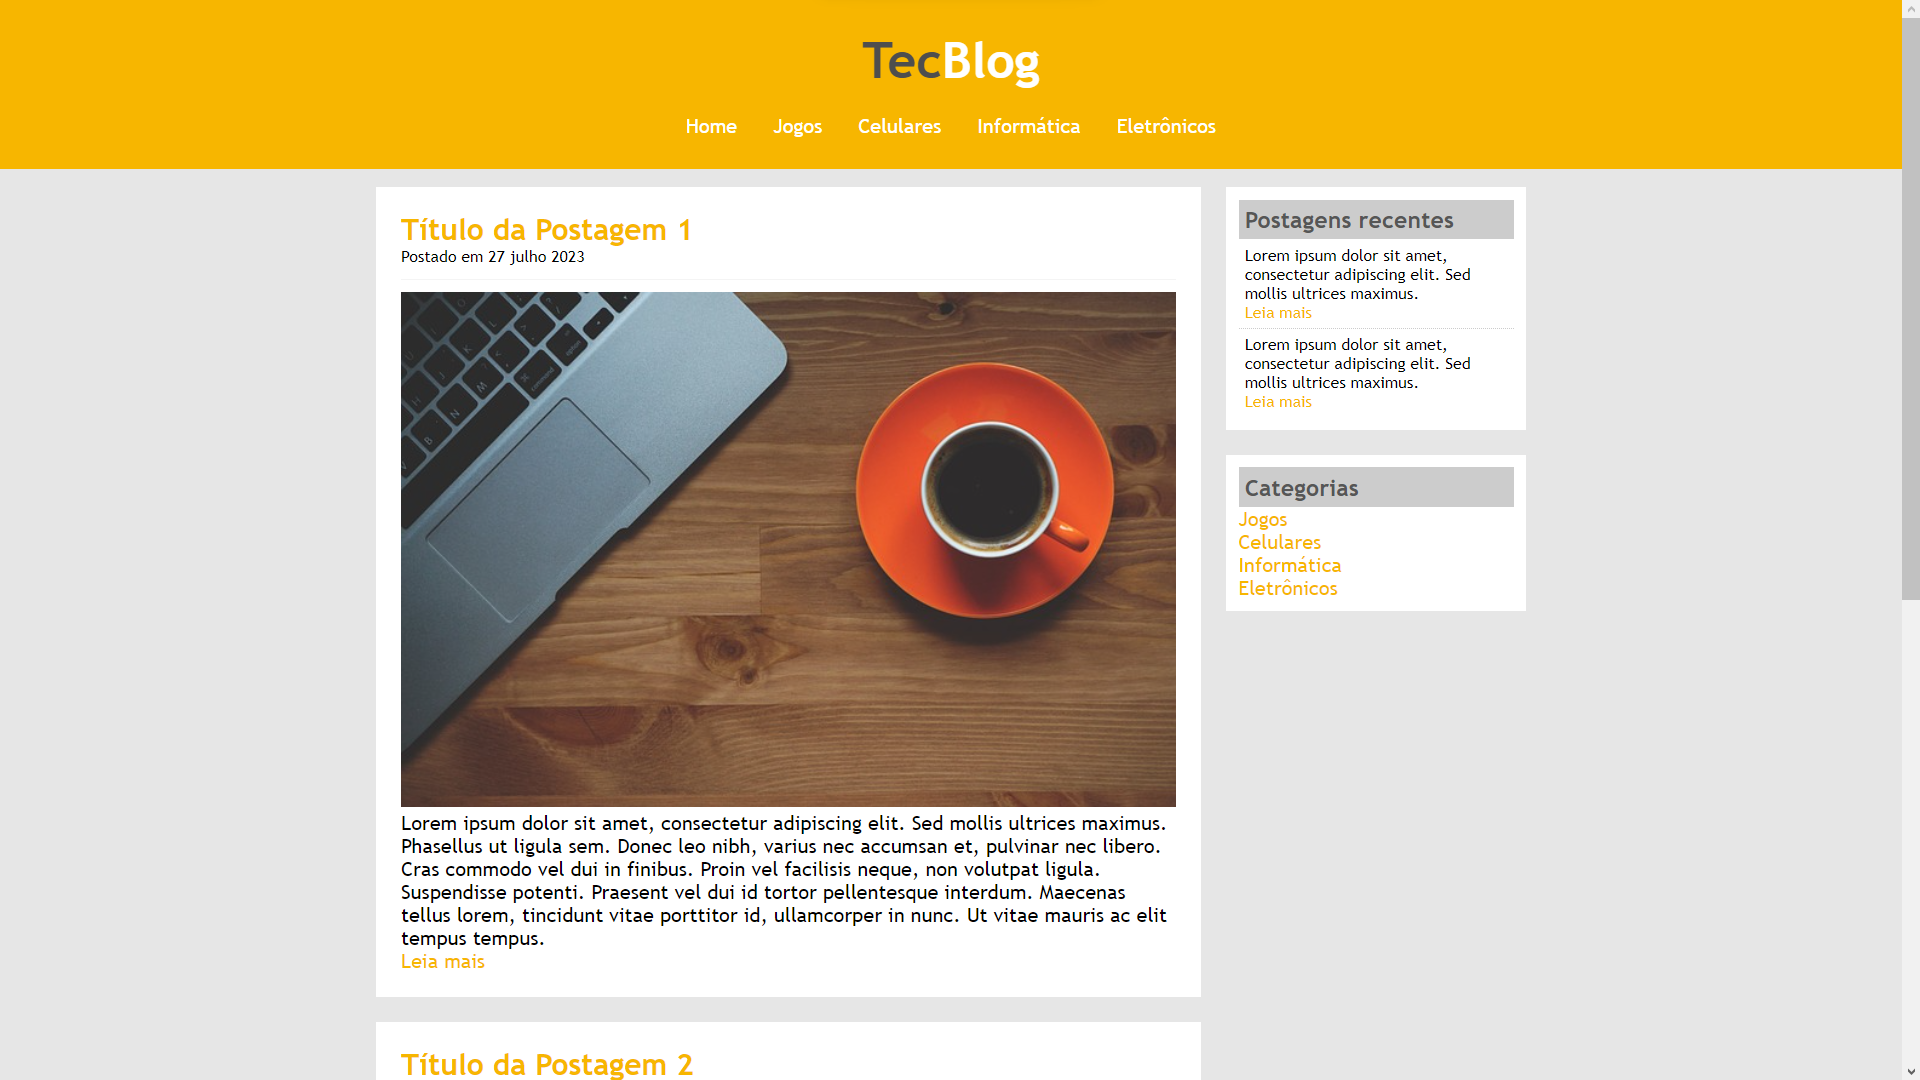 TecBlog
Home Jogos Celulares Informática Eletrônicos
Título da Postagem 1
Postado em 27 julho 2023
option
command
Lorem ipsum dolor sit amet, consectetur adipiscing elit. Sed mollis ultrices maximus.
Phasellus ut ligula sem. Donec leo nibh, varius nec accumsan et, pulvinar nec libero.
Cras commodo vel dui in finibus. Proin vel facilisis neque, non volutpat ligula.
Suspendisse potenti. Praesent vel dui id tortor pellentesque interdum. Maecenas
tellus lorem, tincidunt vitae porttitor id, ullamcorper in nunc. Ut vitae mauris ac elit
tempus tempus.
Leia mais
Título da Postagem 2
Postagens recentes
Lorem ipsum dolor sit amet,
consectetur adipiscing elit. Sed
mollis ultrices maximus.
Leia mais
Lorem ipsum dolor sit amet,
consectetur adipiscing elit. Sed
mollis ultrices maximus.
Leia mais
Categorias
Jogos
Celulares
Informática
Eletrônicos